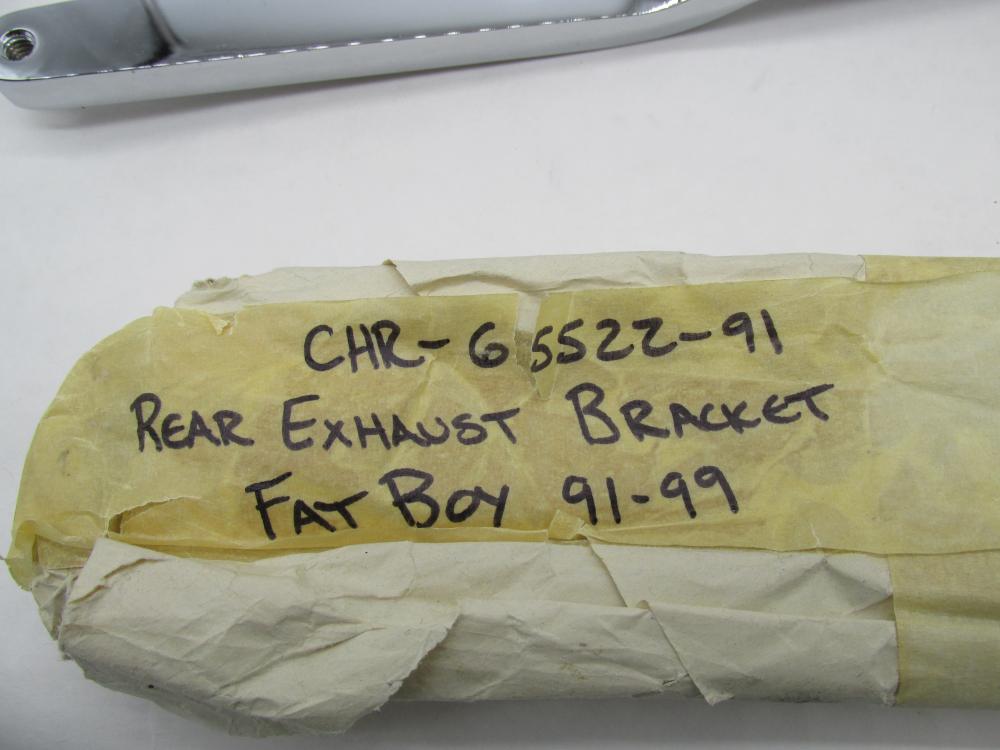 CHR-65522-91
REAR EXHAUST BRACKET
FAT BOY 91-99